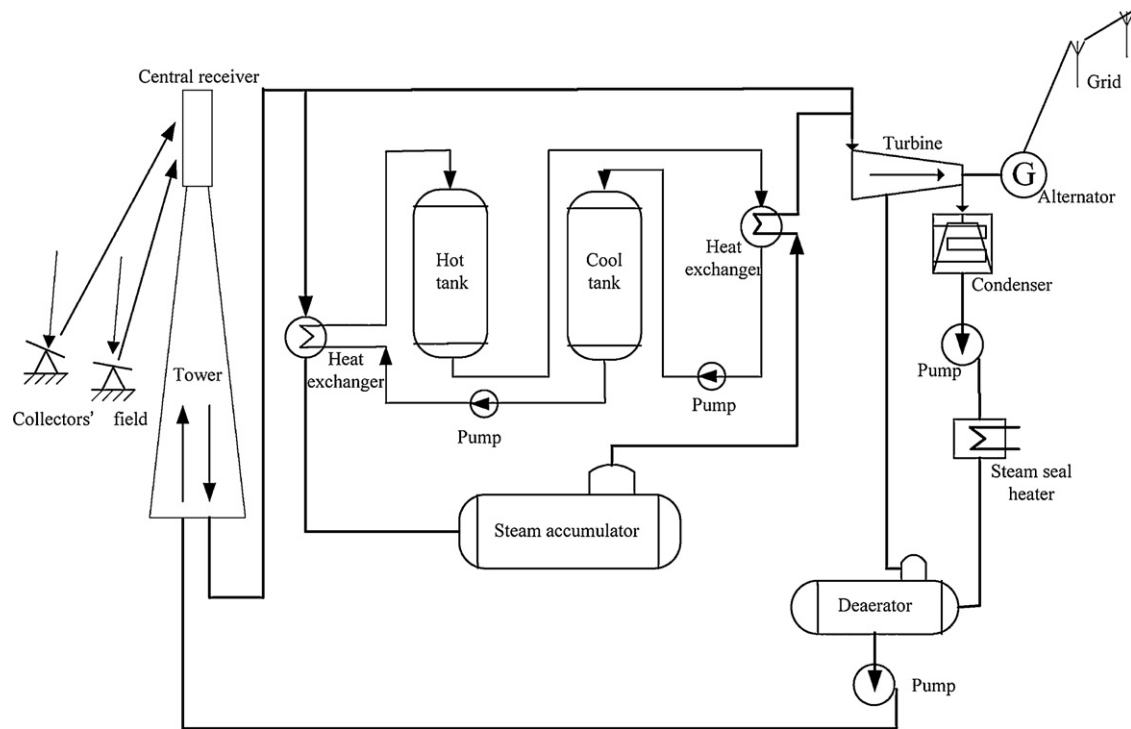 Central receiver
Grid
Turbine
G
Alternator
Hot
tank
Cool
tank
Heat
exchanger
Condenser
Heat
exchanger
Tower
Pump
Pump
Collectors' field
Pump
Steam seal
heater
Steam accumulator
Deaerator
Pump